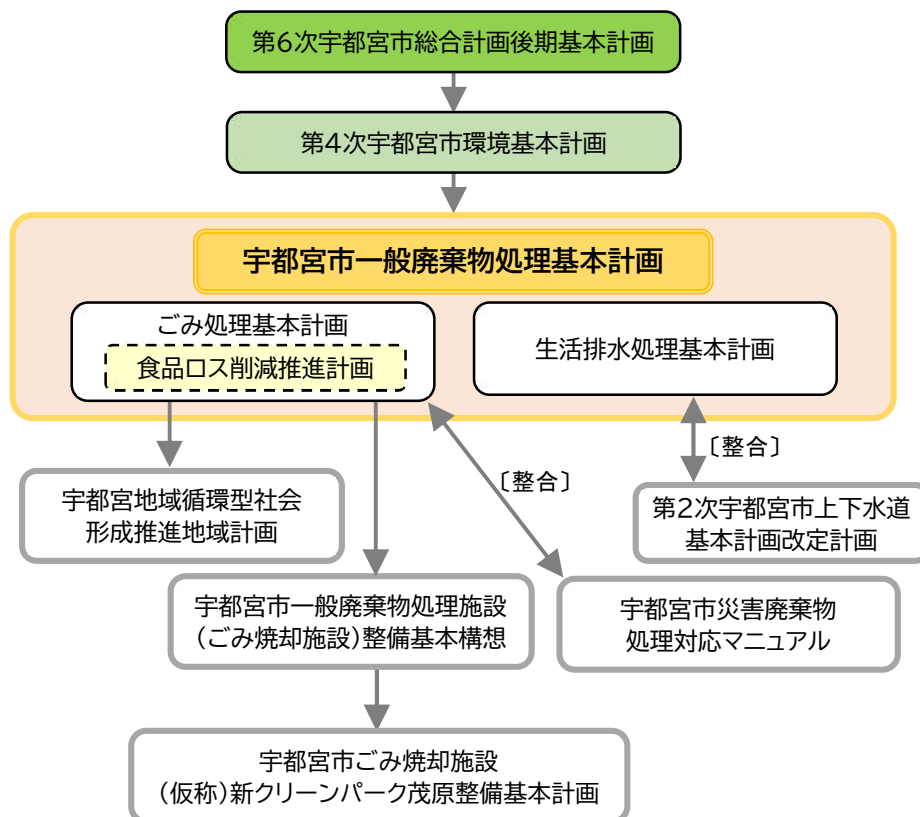 第6次宇都宮市総合計画後期基本計画
第4次宇都宮市環境基本計画
宇都宮市一般廃棄物処理基本計画
ごみ処理基本計画
食品ロス削減推進計画
生活排水処理基本計画
〔整合〕
〔整合〕
宇都宮地域循環型社会
形成推進地域計画
第2次宇都宮市上下水道
基本計画改定計画
宇都宮市一般廃棄物処理施設
(ごみ焼却施設)整備基本構想
宇都宮市災害廃棄物
処理対応マニュアル
宇都宮市ごみ焼却施設
(仮称)新クリーンパーク茂原整備基本計画